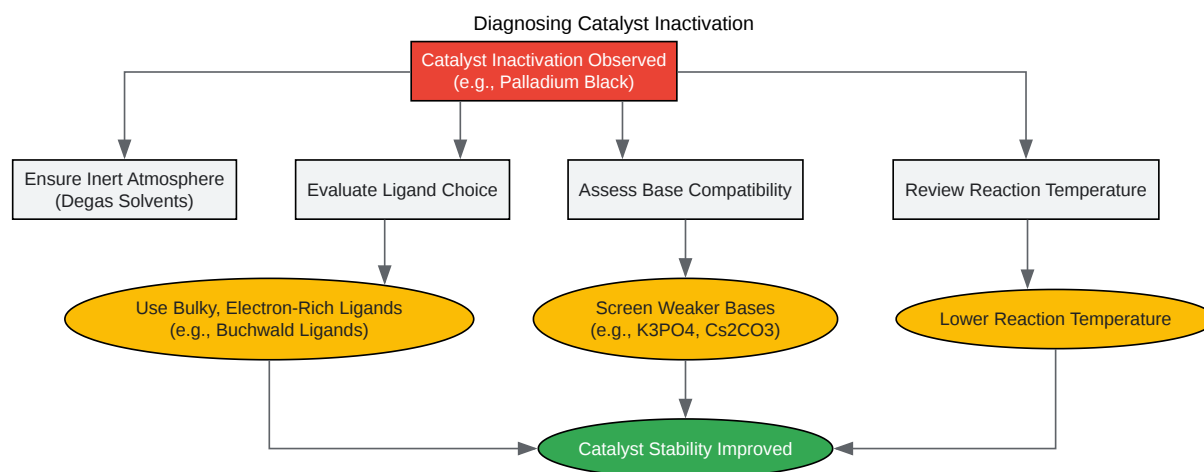 Diagnosing Catalyst Inactivation
Catalyst Inactivation Observed
(e.g., Palladium Black)
Ensure Inert Atmosphere
(Degas Solvents)
Evaluate Ligand Choice
Assess Base Compatibility
Review Reaction Temperature
Use Bulky, Electron-Rich Ligands
(e.g., Buchwald Ligands)
Screen Weaker Bases
(e.g., K3PO4, Cs2CO3)
Lower Reaction Temperature
Catalyst Stability Improved